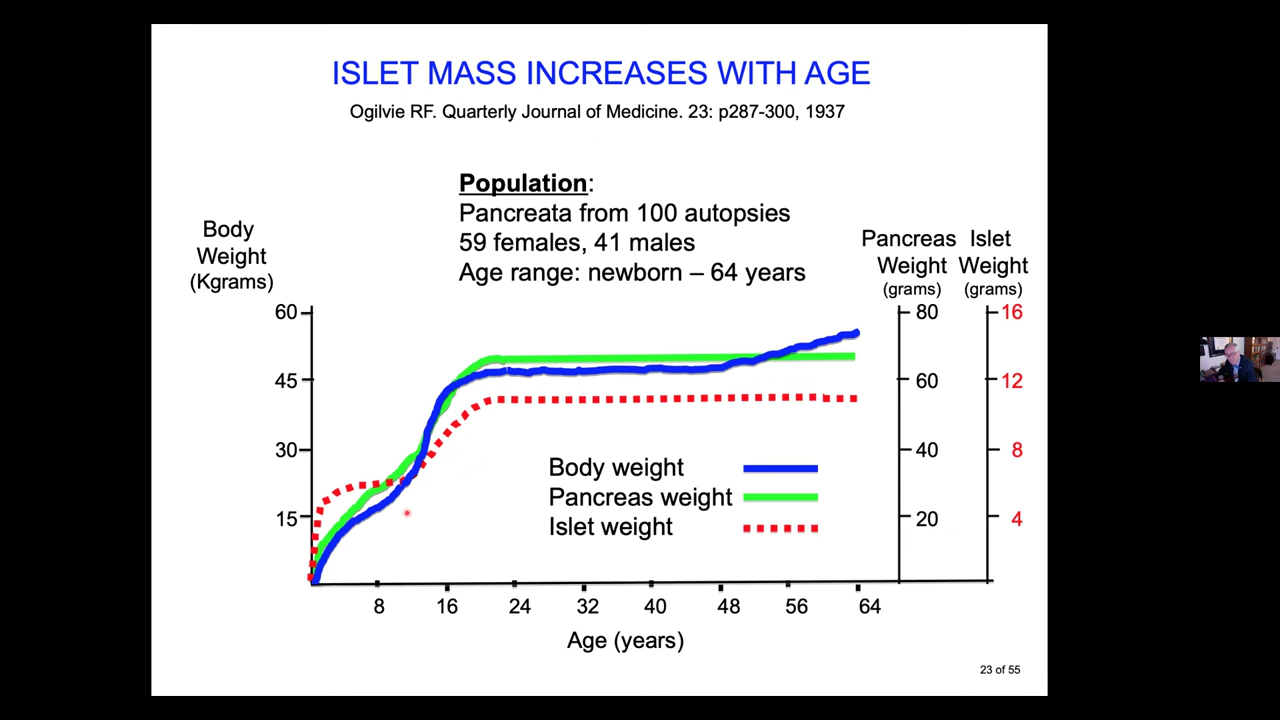 ISLET MASS INCREASES WITH AGE
Ogilvie RF. Quarterly Journal of Medicine. 23: p287-300, 1937
Population:
Pancreata from 100 autopsies
59 females, 41 males
Age range: newborn – 64 years
Body
Weight
(Kgrams)
Pancreas
Weight
(grams)
Islet
Weight
(grams)
60
45
30
15
80
60
40
20
16
12
8
4
Body weight
Pancreas weight
Islet weight
8 16 24 32 40 48 56 64
Age (years)
23 of 55